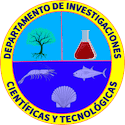 DEPARTAMENTO DE INVESTIGACIONES
CIENTÍFICAS Y TECNOLÓGICAS